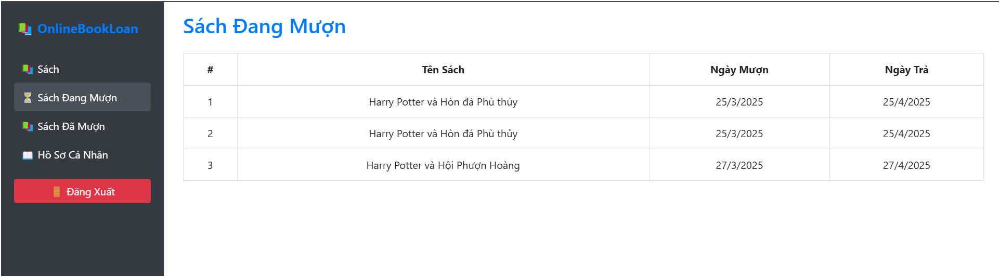 OnlineBookLoan
Sách
Sách Đang Mượn
Sách Đã Mượn
Hồ Sơ Cá Nhân
Đăng Xuất
Sách Đang Mượn
# Tên Sách Ngày Mượn Ngày Trả
1 Harry Potter và Hòn đá Phù thủy 25/3/2025 25/4/2025
2 Harry Potter và Hòn đá Phù thủy 25/3/2025 25/4/2025
3 Harry Potter và Hội Phượn Hoàng 27/3/2025 27/4/2025